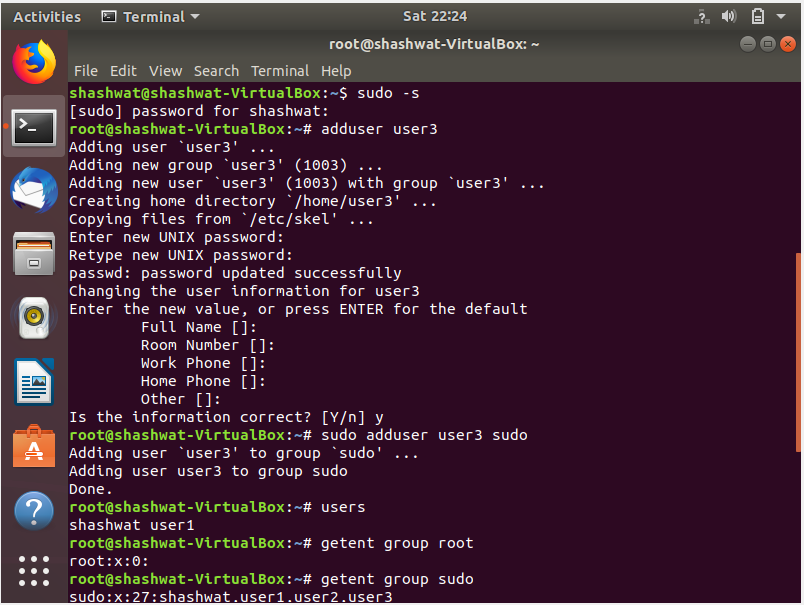 Activities Terminal Sat 22:24
root@shashwat-VirtualBox: ~
File Edit View Search Terminal Help
shashwat@shashwat-VirtualBox:~$ sudo -s
[sudo] password for shashwat:
root@shashwat-VirtualBox:~# adduser user3
Adding user `user3' ...
Adding new group `user3' (1003) ...
Adding new user `user3' (1003) with group `user3' ...
Creating home directory `/home/user3' ...
Copying files from `/etc/skel' ...
Enter new UNIX password:
Retype new UNIX password:
passwd: password updated successfully
Changing the user information for user3
Enter the new value, or press ENTER for the default
Full Name []:
Room Number []:
Work Phone []:
Home Phone []:
Other []:
Is the information correct? [Y/n] y
root@shashwat-VirtualBox:~# sudo adduser user3 sudo
Adding user `user3' to group `sudo' ...
Adding user user3 to group sudo
Done.
root@shashwat-VirtualBox:~# users
shashwat user1
root@shashwat-VirtualBox:~# getent group root
root:x:0:
root@shashwat-VirtualBox:~# getent group sudo
sudo:x:27:shashwat,user1,user2,user3